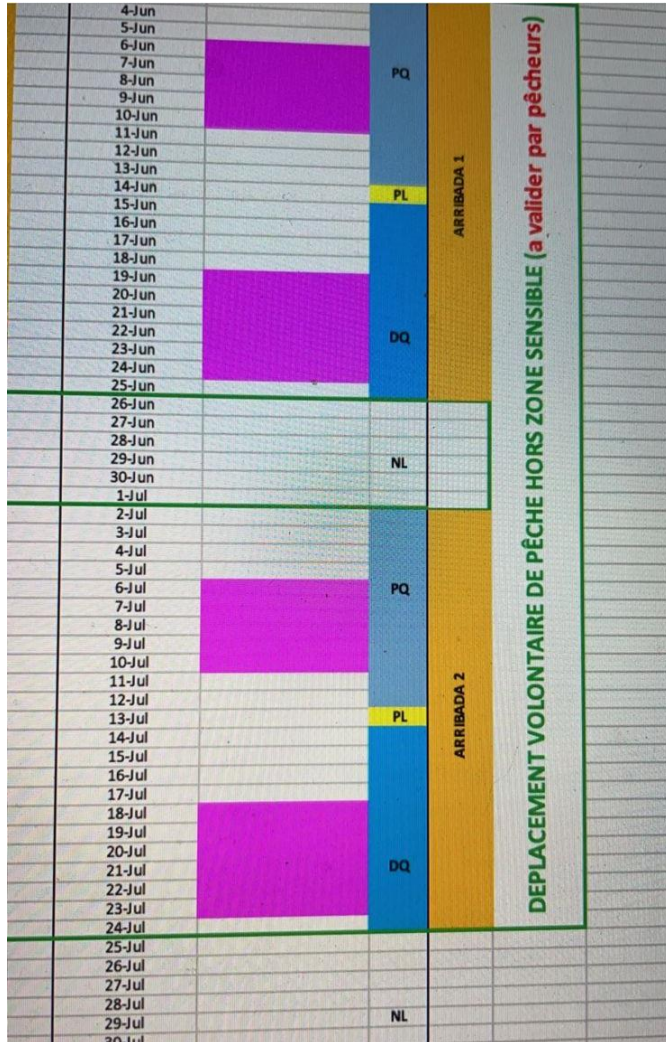 4-Jun
5-Jun
6-Jun
7-Jun
8-Jun
9-Jun
10-Jun
11-Jun
12-Jun
13-Jun
14-Jun
15-Jun
16-Jun
17-Jun
18-Jun
19-Jun
20-Jun
21-Jun
22-Jun
23-Jun
24-Jun
25-Jun
26-Jun
27-Jun
28-Jun
29-Jun
30-Jun
1-Jul
2-Jul
3-Jul
4-Jul
5-Jul
6-Jul
7-Jul
8-Jul
9-Jul
10-Jul
11-Jul
12-Jul
13-Jul
14-Jul
15-Jul
16-Jul
17-Jul
18-Jul
19-Jul
20-Jul
21-Jul
22-Jul
23-Jul
24-Jul
25-Jul
26-Jul
27-Jul
28-Jul
29-Jul
30-Jul
PQ
PL
DQ
NL
PQ
PL
DQ
NL
ARRIBADA 1
ARRIBADA 2
DEPLACEMENT VOLONTAIRE DE PÊCHE HORS ZONE SENSIBLE (a valider par pêcheurs)